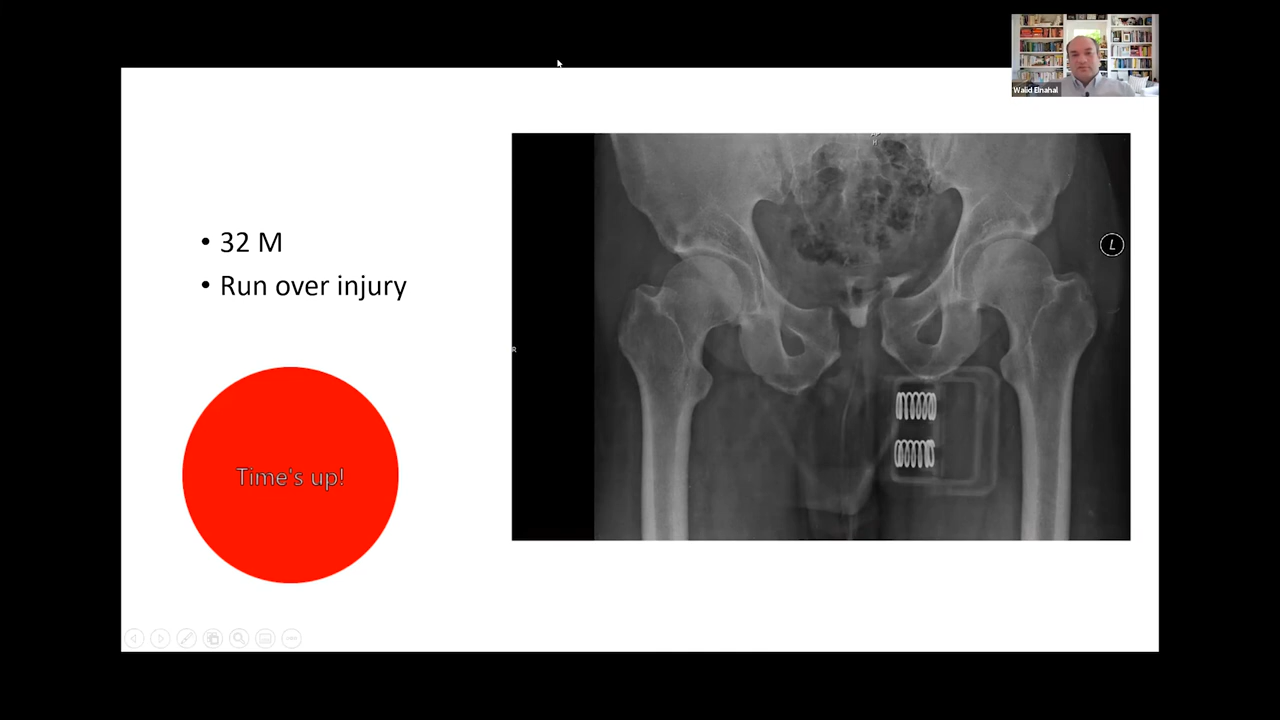 Walid Elnahal
• 32 M
• Run over injury
Time's up!
H
L
R